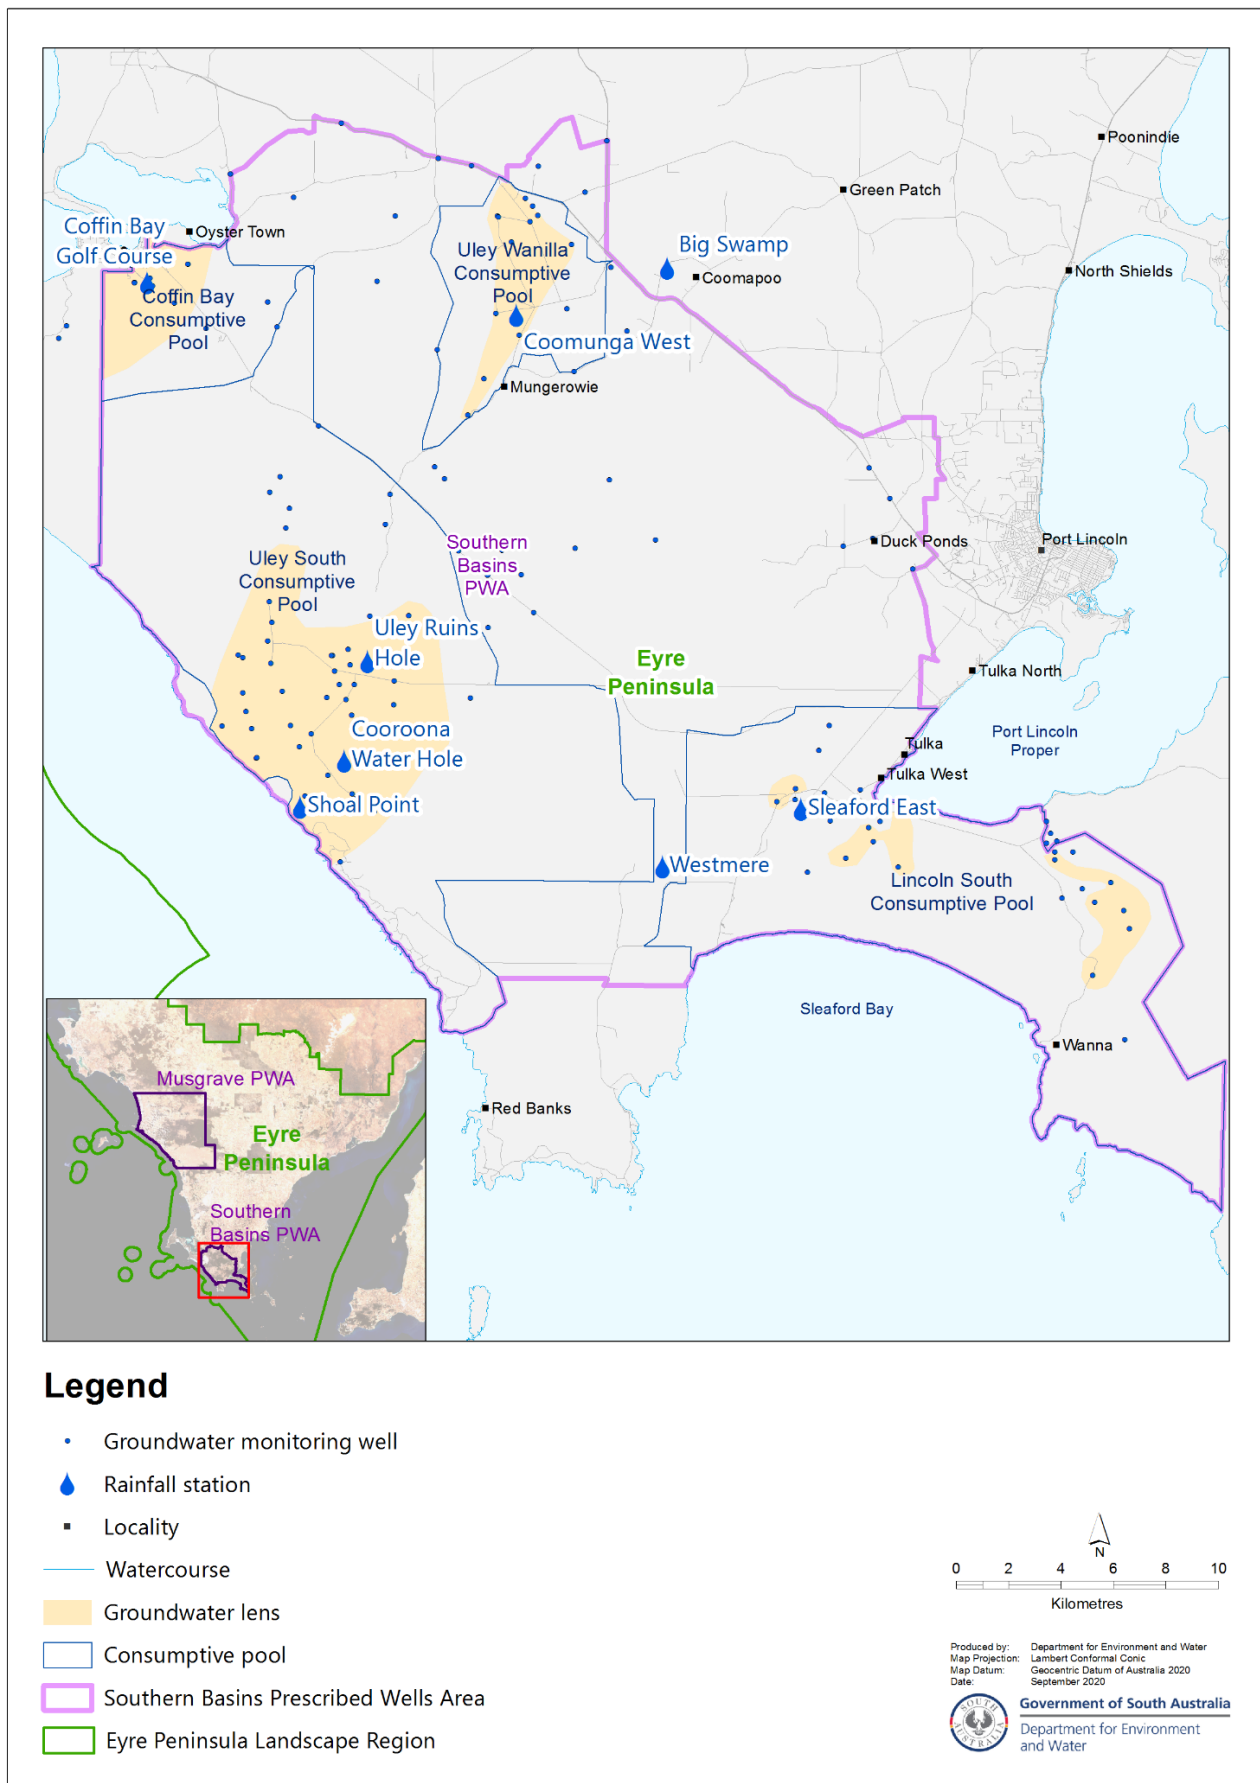 Poonindie
Green Patch
Coffin Bay
Golf Course
Oyster Town
Uley Wanilla
Consumptive
Pool
Big Swamp
Coomapoo
North Shields
Coffin Bay
Consumptive
Pool
Coomunga West
Mungerowie
Southern
Basins
PWA
Duck Ponds
Port Lincoln
Uley South
Consumptive
Pool
Uley Ruins
Hole
Eyre
Peninsula
Tulka North
Cooroona
Water Hole
Port Lincoln
Proper
Tulka
Tulka West
Shoal Point
Sleaford East
Westmere
Lincoln South
Consumptive Pool
Sleaford Bay
Wanna
Red Banks
Musgrave PWA
Eyre
Peninsula
Southern
Basins PWA
Legend
Groundwater monitoring well
Rainfall station
Locality
Watercourse
Groundwater lens
Consumptive pool
Southern Basins Prescribed Wells Area
Eyre Peninsula Landscape Region
N
0 2 4 6 8 10
Kilometres
Produced by: Department for Environment and Water
Map Projection: Lambert Conformal Conic
Map Datum: Geocentric Datum of Australia 2020
Date: September 2020
SOUTH AUSTRALIA
Government of South Australia
Department for Environment
and Water